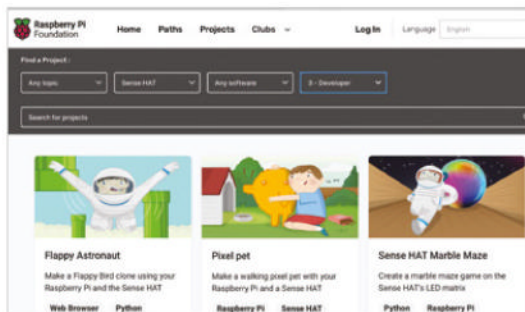 Raspberry Pi
Foundation
Home Paths Projects Clubs Log In Language English
Find a Project:
Any topic Sense HAT Any software 3 - Developer
Search for projects
Flappy Astronaut
Make a Flappy Bird clone using your
Raspberry Pi and the Sense HAT
Web Browser Python
Pixel pet
Make a walking pixel pet with your
Raspberry Pi and a Sense HAT
Raspberry Pi Sense HAT
Sense HAT Marble Maze
Create a marble maze game on the
Sense HAT's LED matrix
Python Raspberry Pi